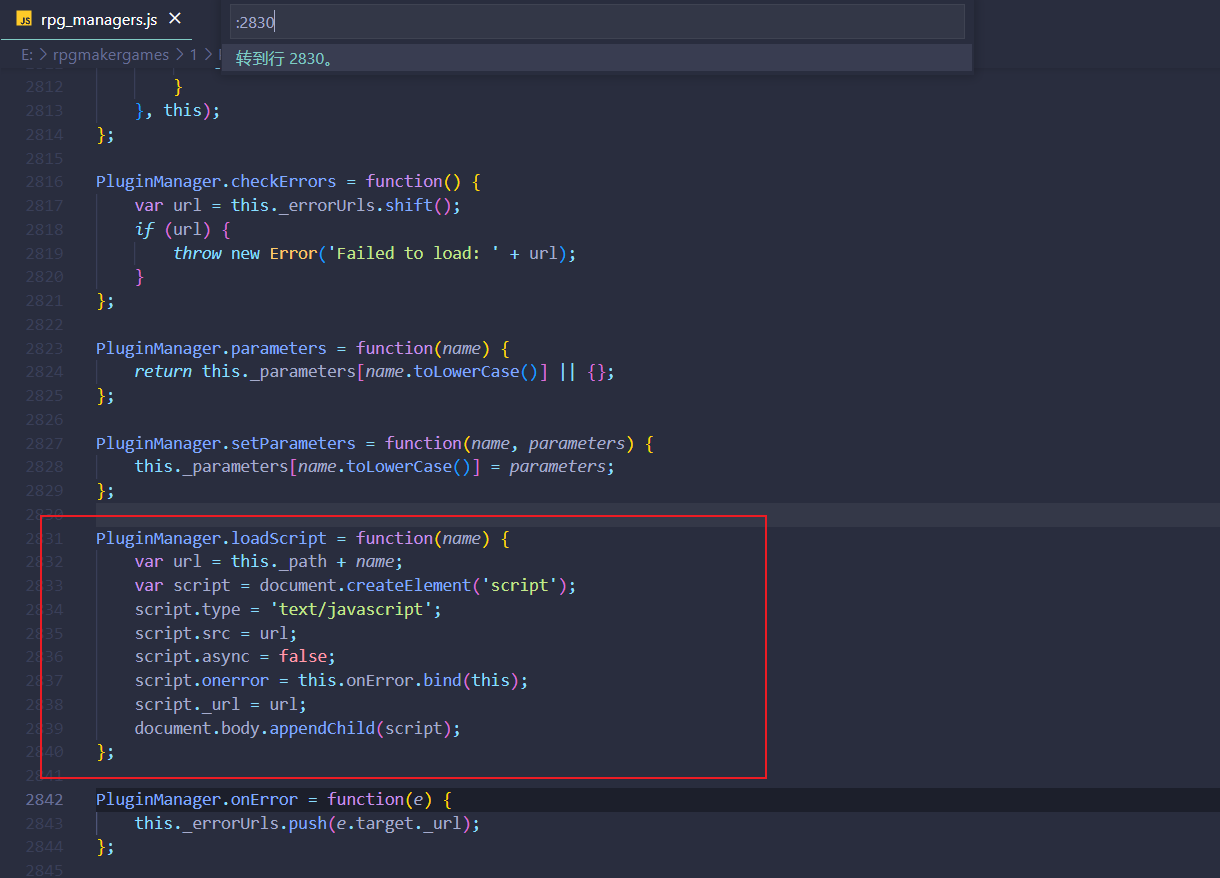 JS rpg_managers.js ✕
:2830
E: > rpgmakergames > 1 >
转到行 2830。
2812 }
2813 }, this);
2814 };
2815
2816 PluginManager.checkErrors = function() {
2817 var url = this._errorUrls.shift();
2818 if (url) {
2819 throw new Error('Failed to load: ' + url);
2820 }
2821 };
2822
2823 PluginManager.parameters = function(name) {
2824 return this._parameters[name.toLowerCase()] || {};
2825 };
2826
2827 PluginManager.setParameters = function(name, parameters) {
2828 this._parameters[name.toLowerCase()] = parameters;
2829 };
2830
2831 PluginManager.loadScript = function(name) {
2832 var url = this._path + name;
2833 var script = document.createElement('script');
2834 script.type = 'text/javascript';
2835 script.src = url;
2836 script.async = false;
2837 script.onerror = this.onError.bind(this);
2838 script._url = url;
2839 document.body.appendChild(script);
2840 };
2841
2842 PluginManager.onError = function(e) {
2843 this._errorUrls.push(e.target._url);
2844 };
2845